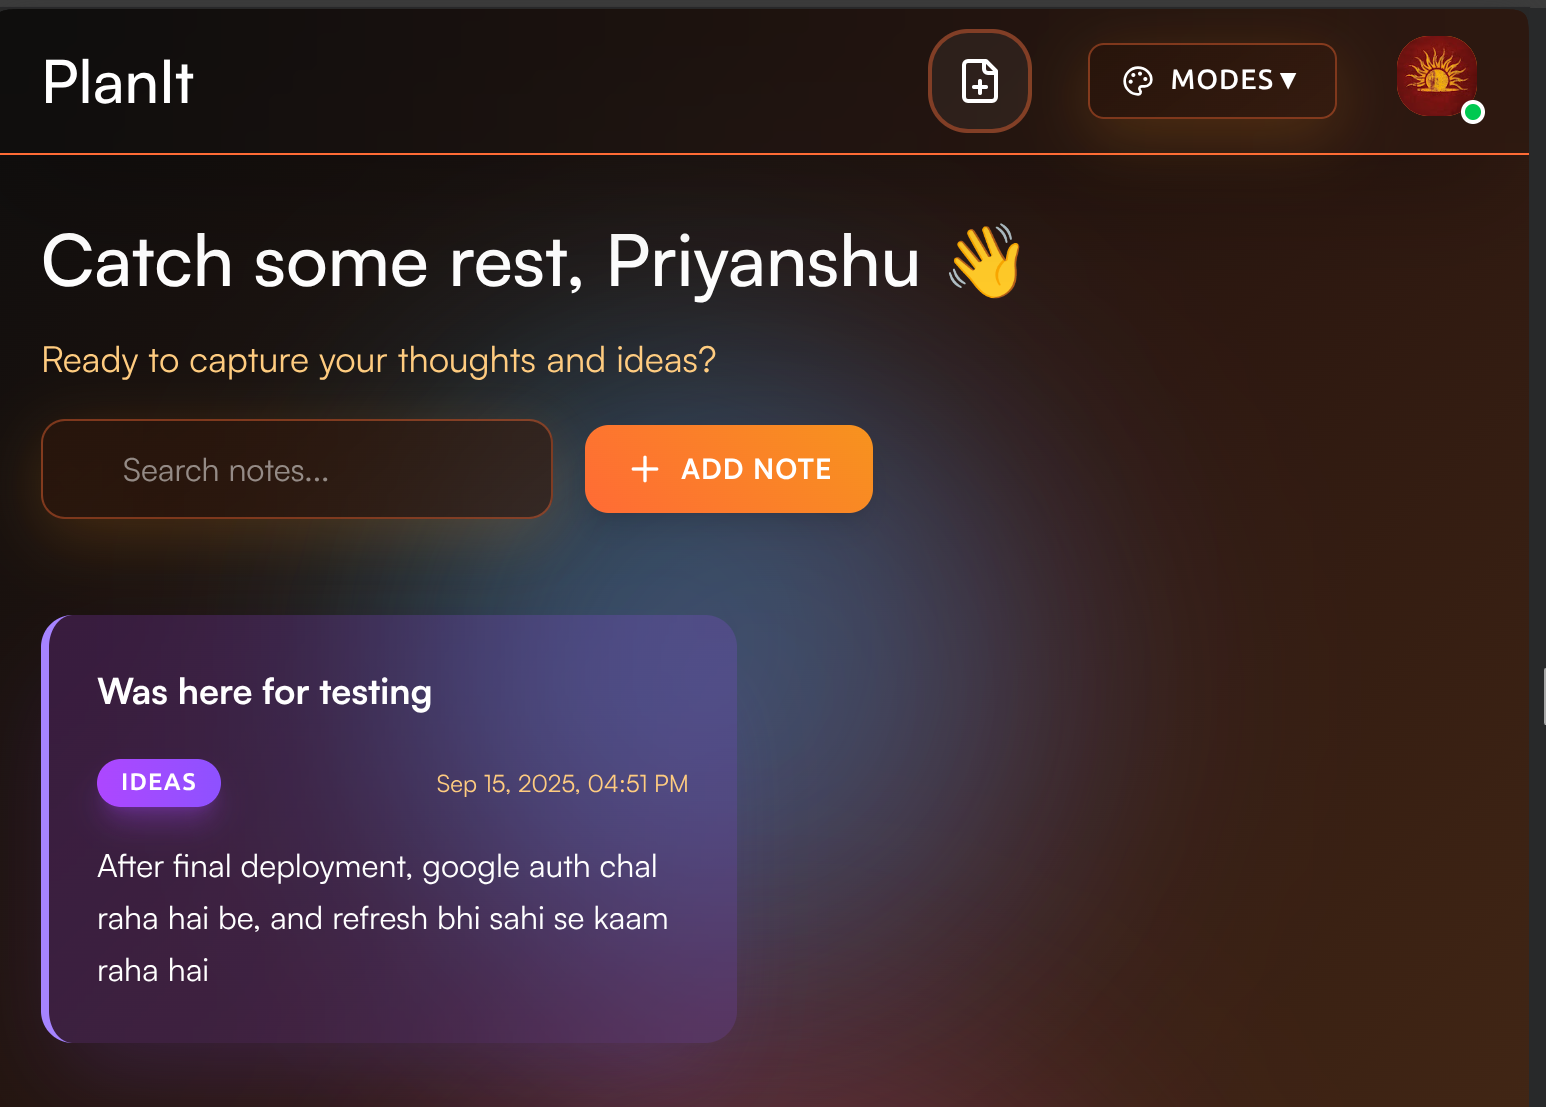 PlanIt
MODES ▼
Catch some rest, Priyanshu 👋
Ready to capture your thoughts and ideas?
Search notes...
+ ADD NOTE
Was here for testing
IDEAS
Sep 15, 2025, 04:51 PM
After final deployment, google auth chal
raha hai be, and refresh bhi sahi se kaam
raha hai